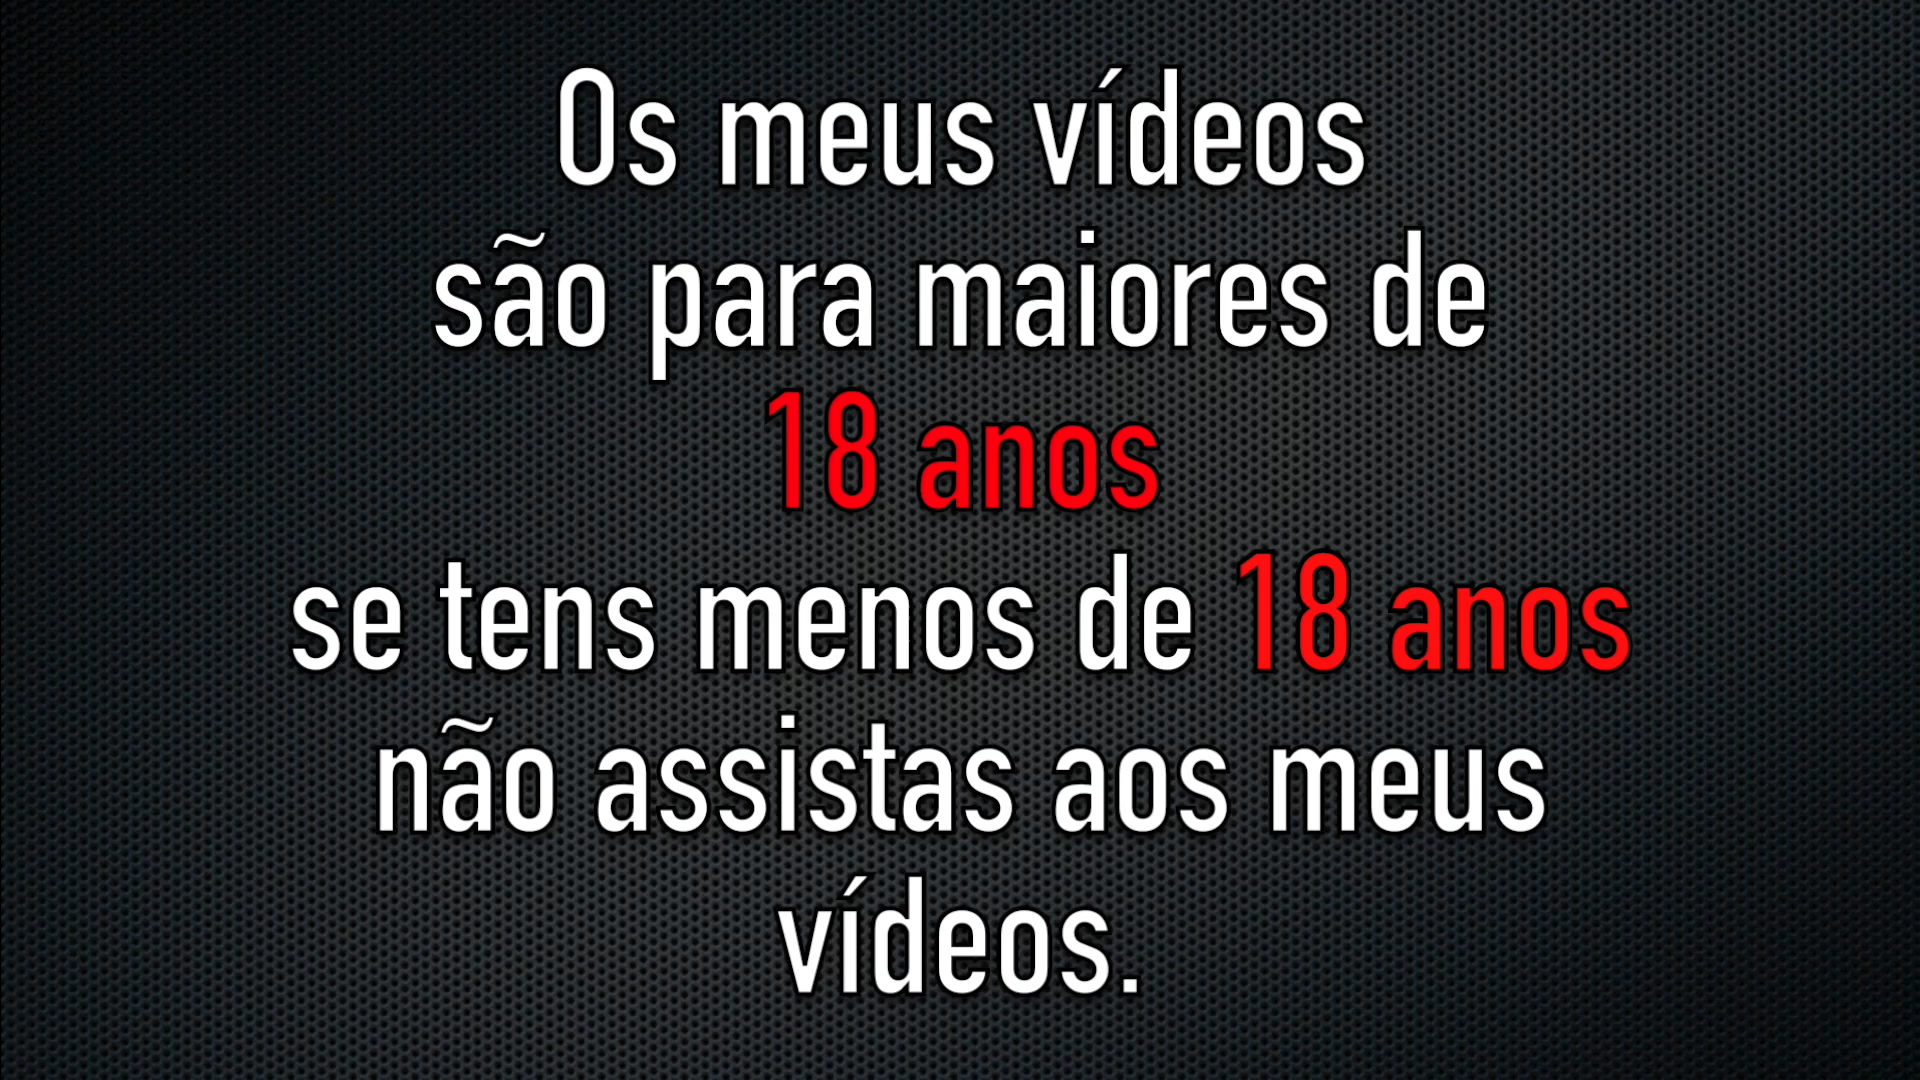 Os meus vídeos
são para maiores de
18 anos
se tens menos de 18 anos
não assistas aos meus
vídeos.